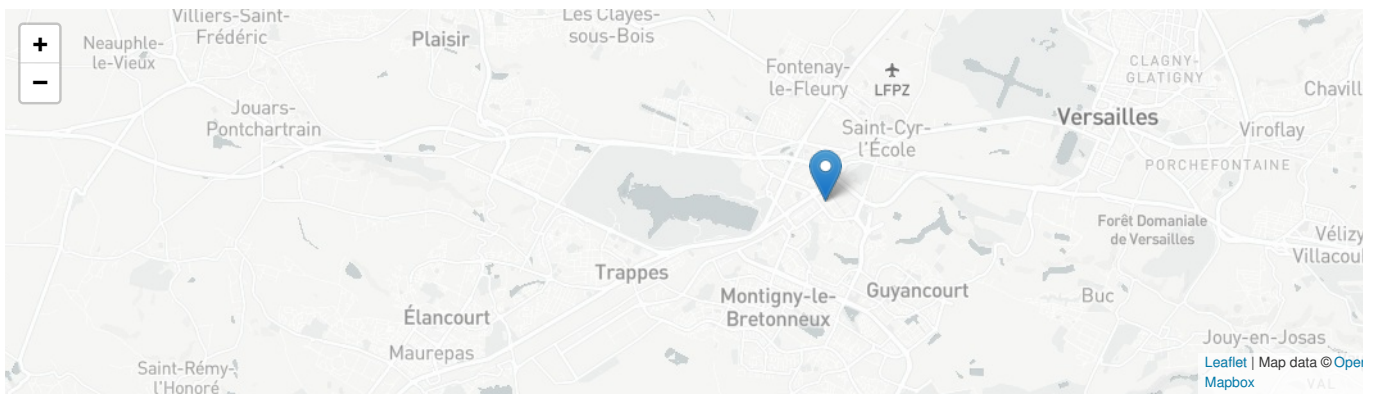 Villiers-Saint-
Frédéric
Les Clayes-
sous-Bois
+
Neauphle-
le-Vieux
Plaisir
−
Fontenay-
le-Fleury
LFPZ
CLAGNY-
GLATIGNY
Chavill
Jouars-
Pontchartrain
Versailles
Saint-Cyr-
l'École
Viroflay
PORCHEFONTAINE
Forêt Domaniale
de Versailles
Vélizy
Villacoul
Trappes
Montigny-le-
Bretonneux
Guyancourt
Buc
Élancourt
Maurepas
Jouy-en-Josas
Saint-Rémy-
l'Honoré
Leaflet | Map data © Oper
Mapbox
VAL